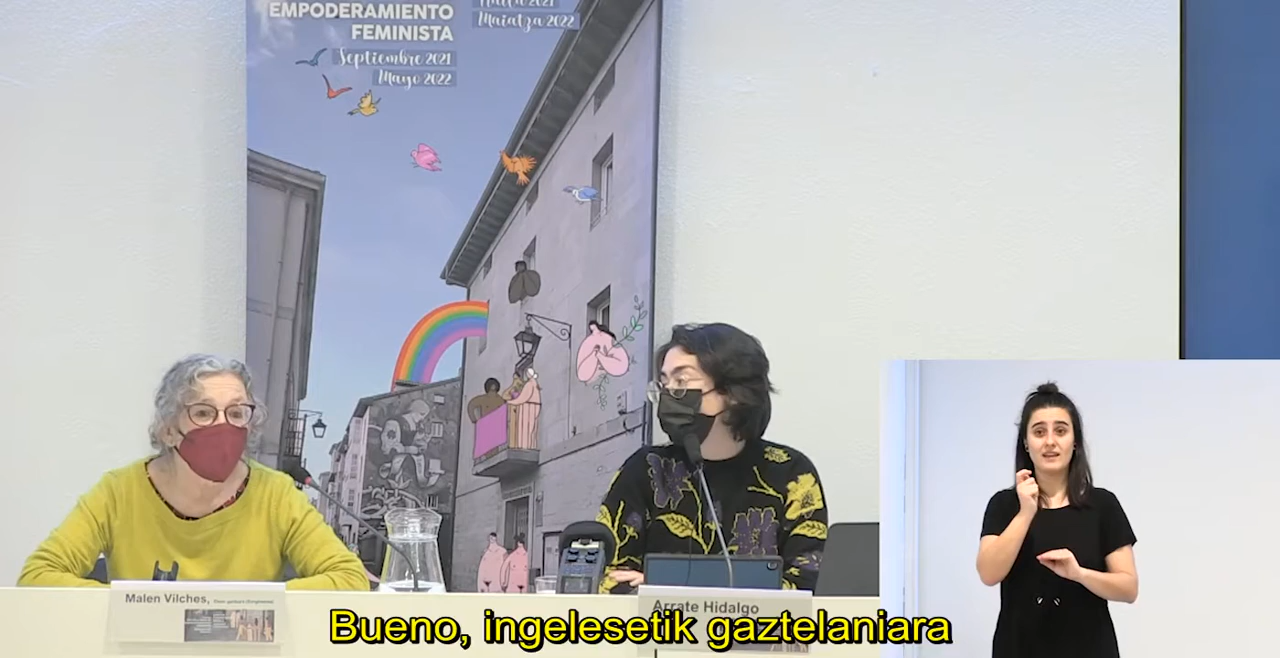 EMPODERAMIENTO
FEMINISTA
Septiembre 2021
Mayo 2022
Maiatza 2022
Malen Vilches,
Arrate Hidalgo
Bueno, ingelesetik gaztelaniara